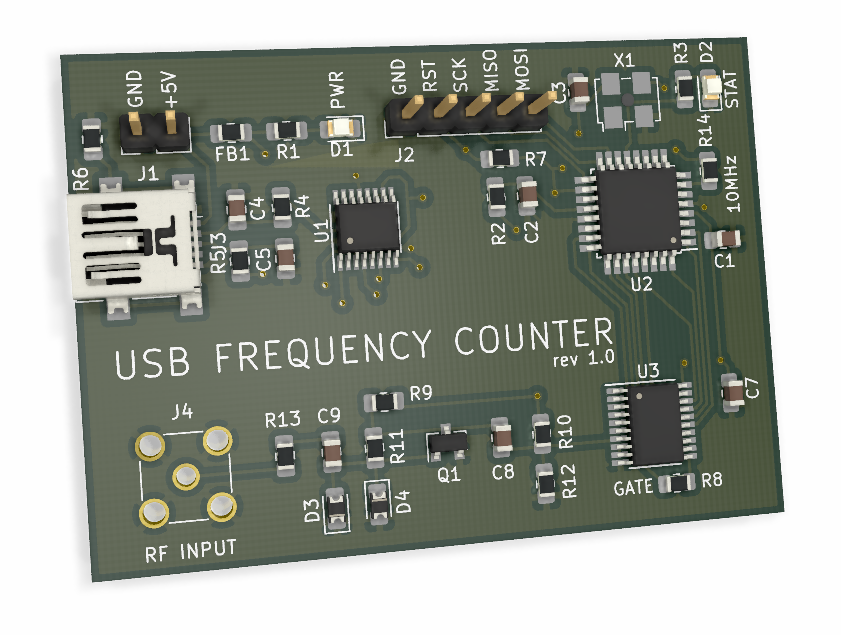 GND
+5V
PWR
GND
RST
SCK
MISO
MOSI
C3
X1
R3
D2
STAT
R6
J1
FB1
R1
D1
J2
R7
R14
10MHz
J3
R5
C4
R4
C5
U1
R2
C2
U2
C1
USB FREQUENCY COUNTER
rev 1.0
U3
C7
J4
R13
C9
R9
R11
Q1
C8
R10
R12
D3
D4
GATE
R8
RF INPUT